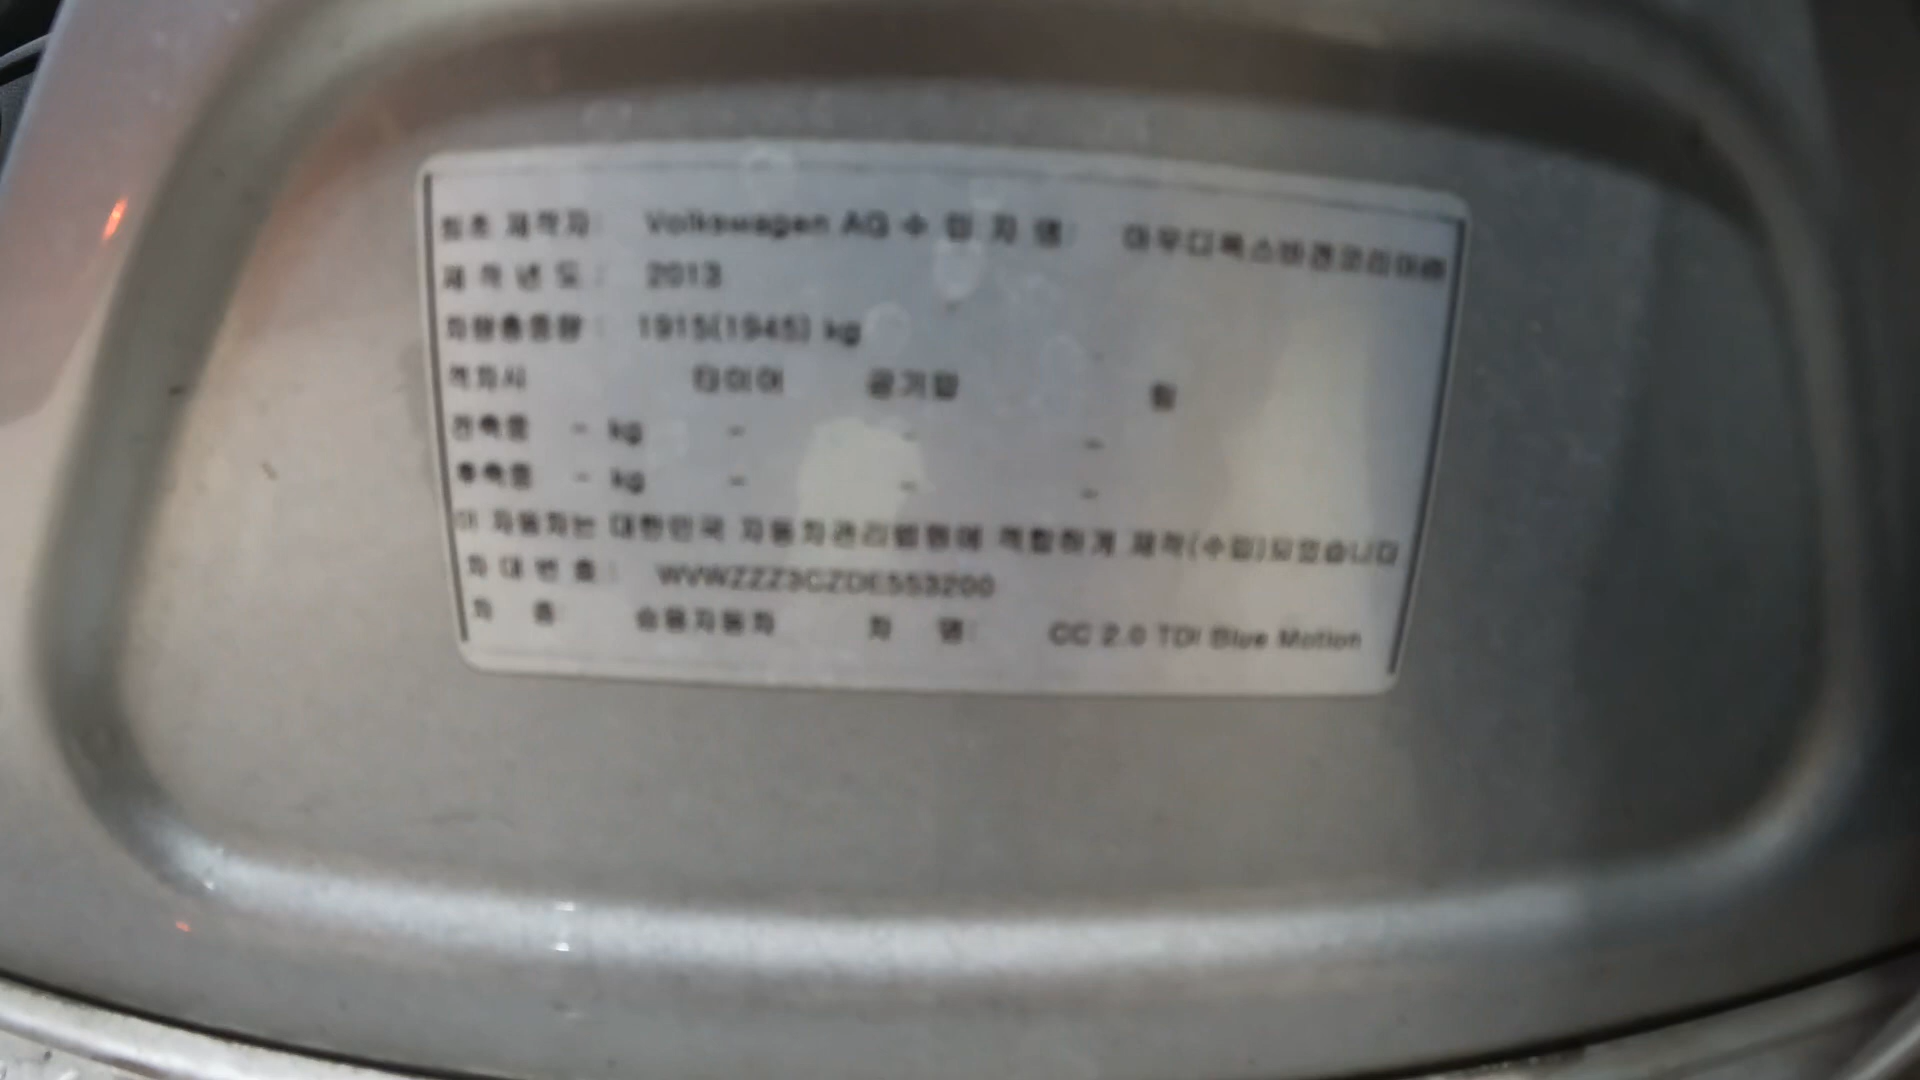 최초 제작자: Volkswagen AG 수 입 자 명: 아우디폭스바겐코리아㈜
제 작 년 도 : 2013
차량총중량 : 1915(1945) kg
적차시 타이어 공기압 림
전축중 - kg - - -
후축중 - kg - - -
이 자동차는 대한민국 자동차관리법령에 적합하게 제작(수입)되었습니다
차 대 번 호 : WVWZZZ3CZDE553200
차 종 승용자동차 차 명: CC 2.0 TDI Blue Motion